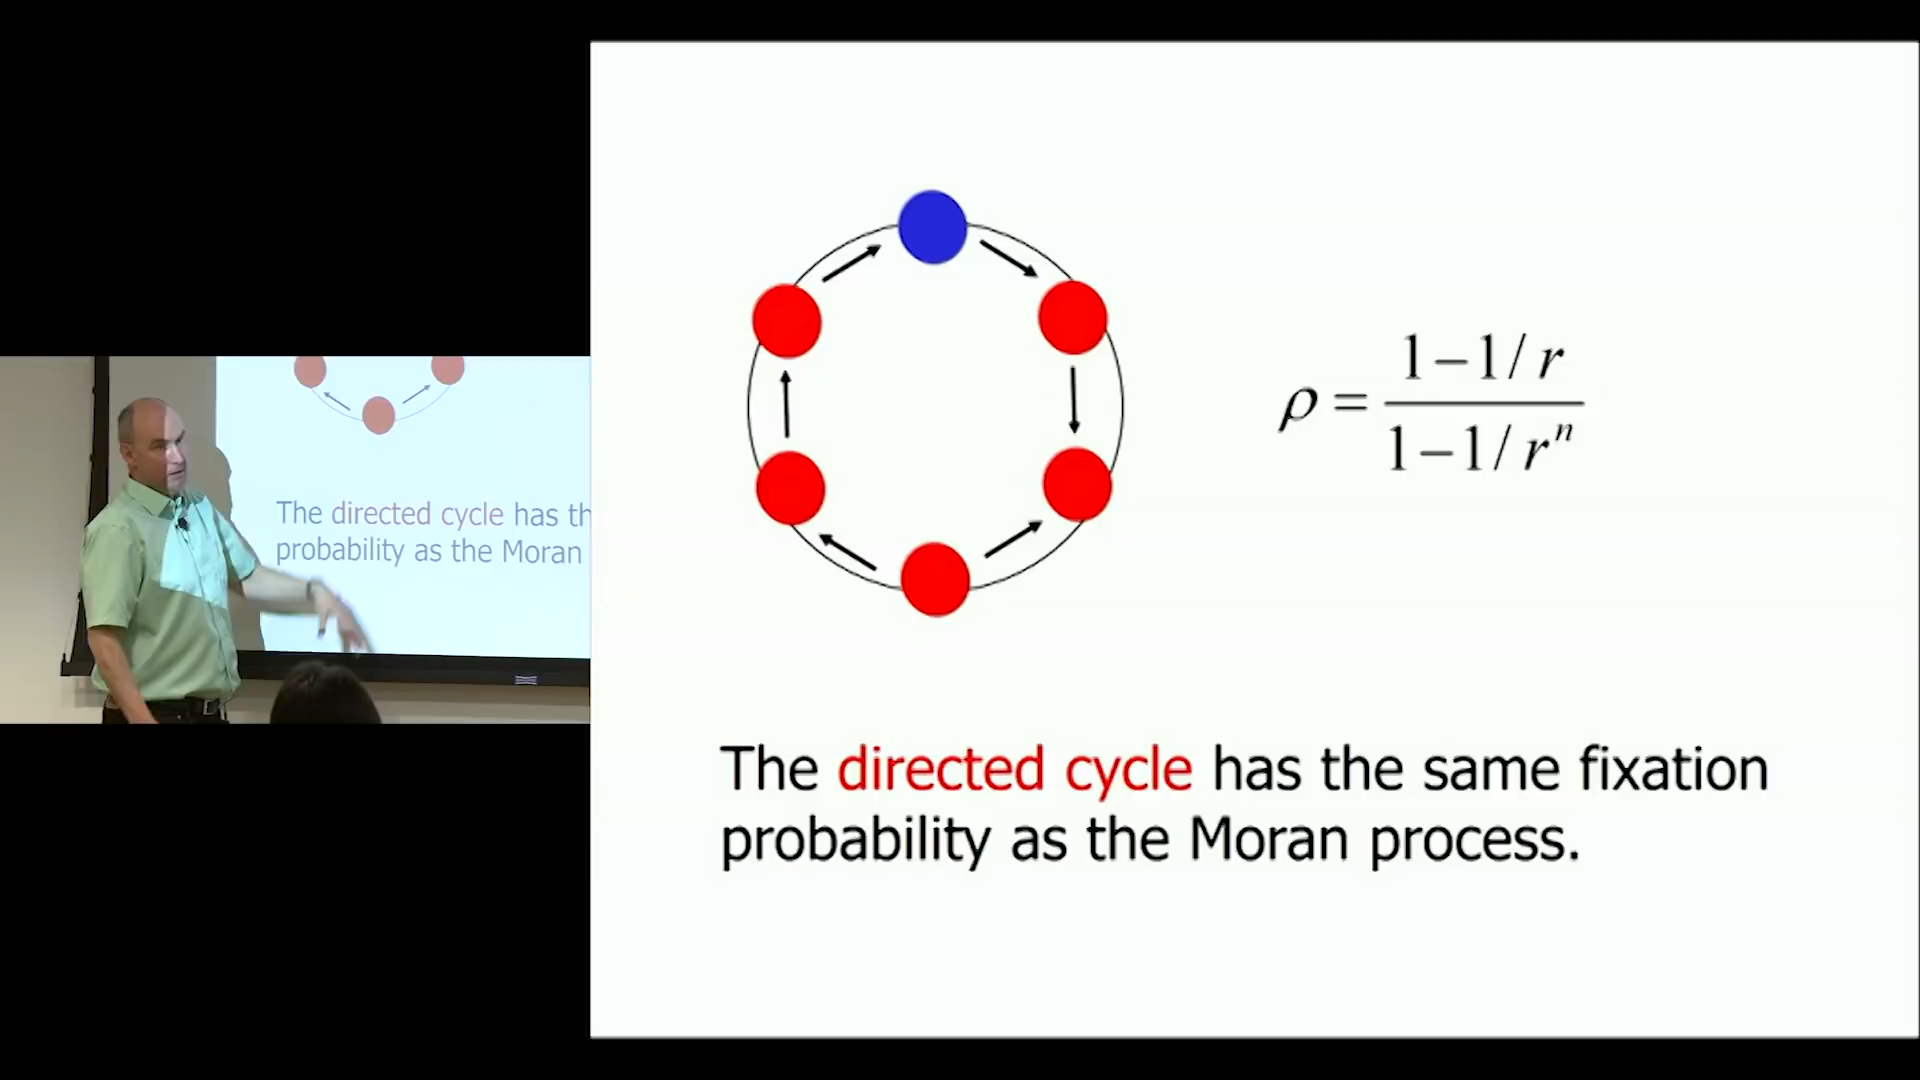 ρ = (1 – 1/r) / (1 – 1/rⁿ)
The directed cycle has the same fixation
probability as the Moran process.
The directed cycle has th
probability as the Moran